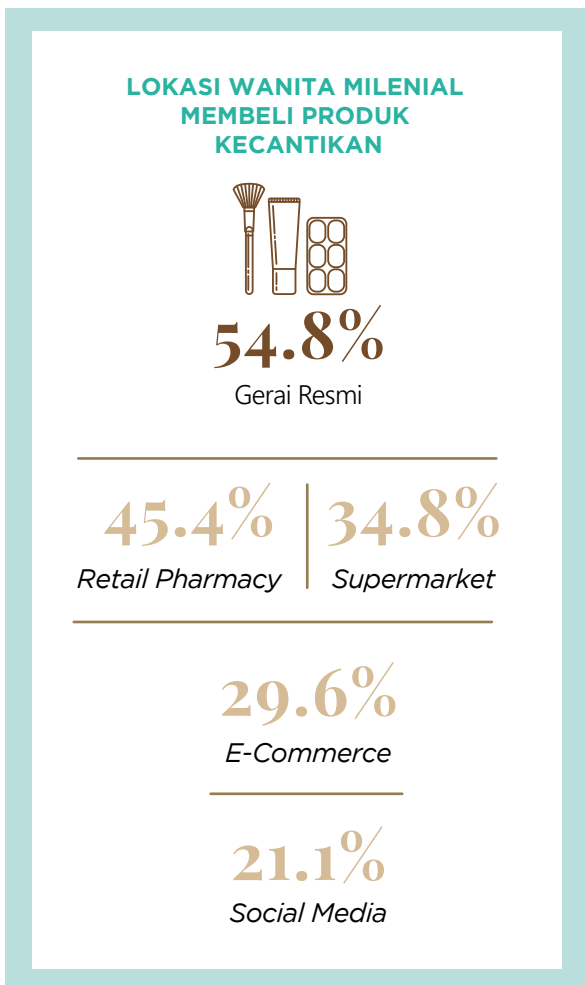 LOKASI WANITA MILENIAL
MEMBELI PRODUK
KECANTIKAN
54.8%
Gerai Resmi
45.4%
Retail Pharmacy
34.8%
Supermarket
29.6%
E-Commerce
21.1%
Social Media